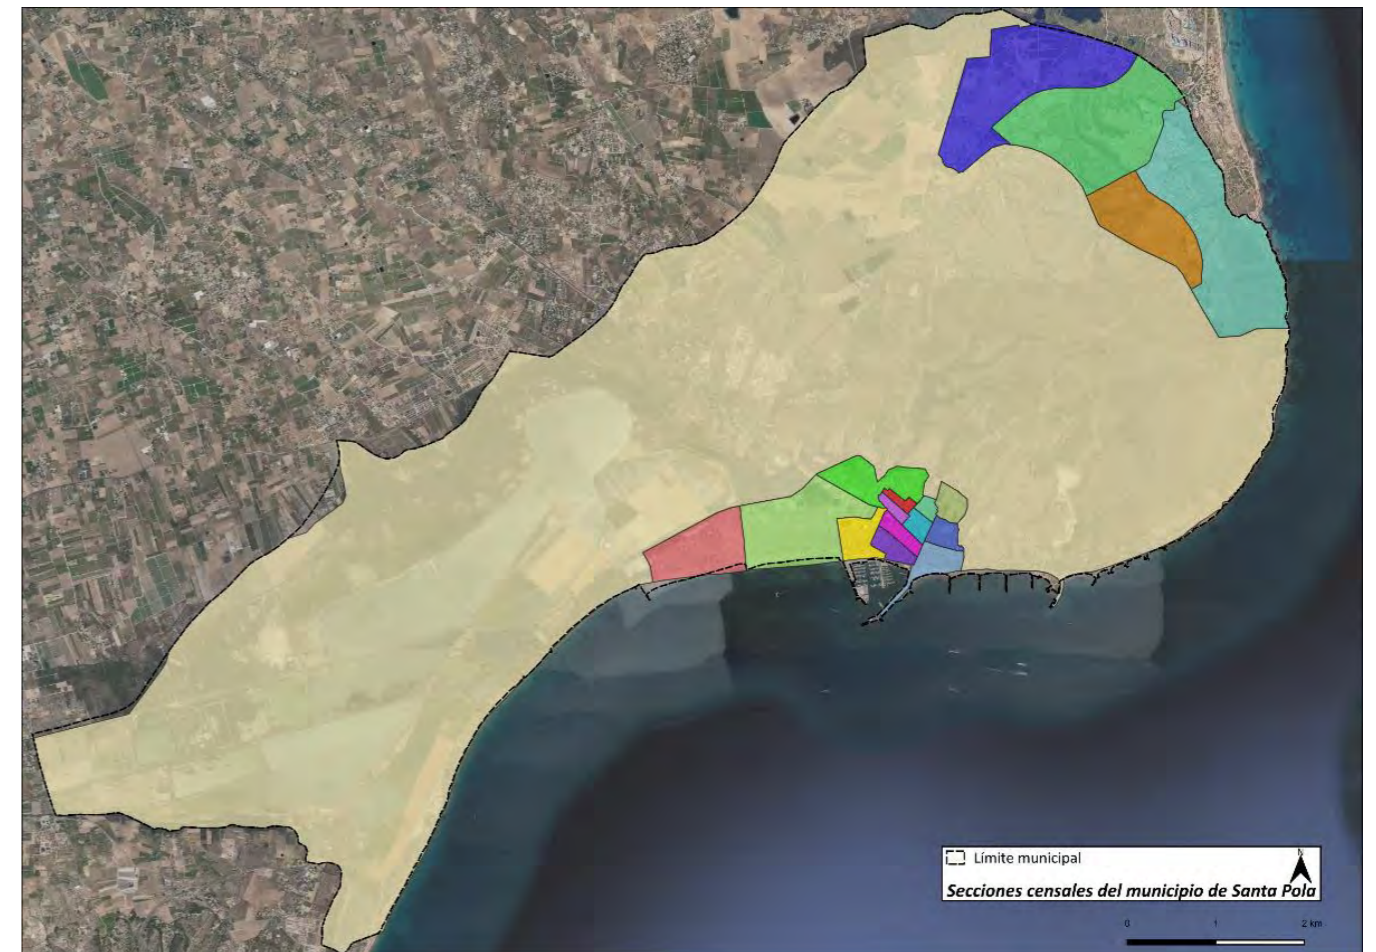 N
Límite municipal
Secciones censales del municipio de Santa Pola
0 1 2 km